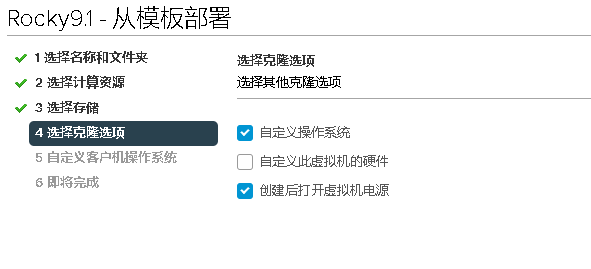 Rocky9.1 - 从模板部署
1 选择名称和文件夹
2 选择计算资源
3 选择存储
4 选择克隆选项
5 自定义客户机操作系统
6 即将完成
选择克隆选项
选择其他克隆选项
自定义操作系统
自定义此虚拟机的硬件
创建后打开虚拟机电源